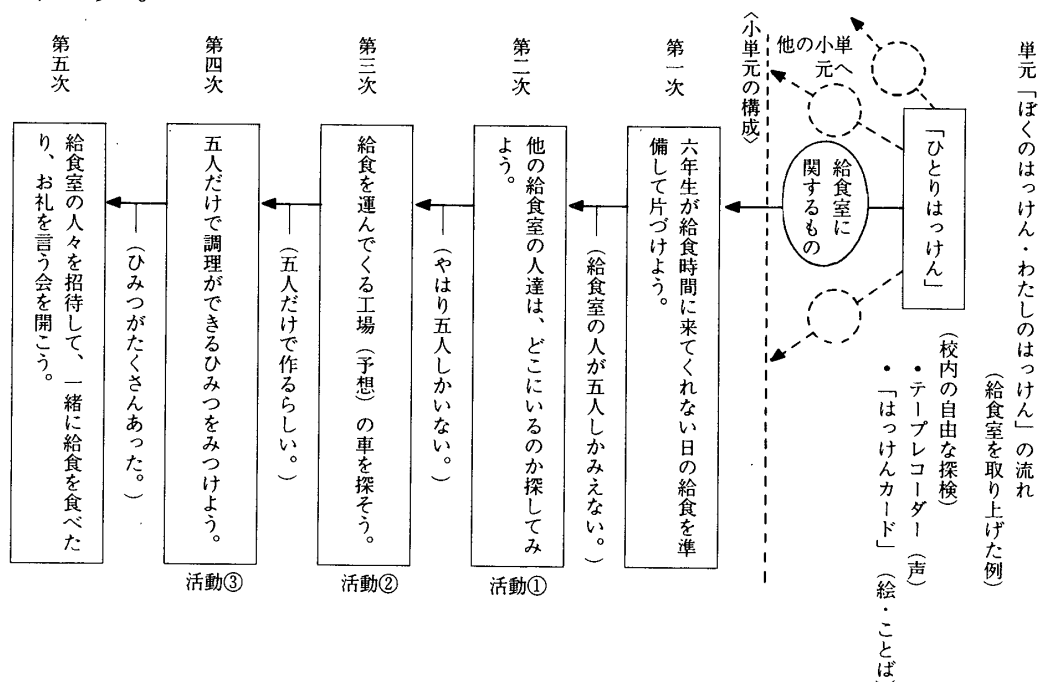 単元「ぼくのはっけん・わたしのはっけん」の流れ
(給食室を取り上げた例)
「ひとりはっけん」
(校内の自由な探検)
・テープレコーダー(声)
・「はっけんカード」(絵・ことば)
給食室に
関するもの
他の小単
元へ
〈小単元の構成〉
第一次
六年生が給食時間に来てくれない日の給食を準
備して片づけよう。
(給食室の人が五人しかみえない。)
第二次
他の給食室の人達は、どこにいるのか探してみ
よう。
活動①
(やはり五人しかいない。)
第三次
給食を運んでくる工場(予想)の車を探そう。
活動②
(五人だけで作るらしい。)
第四次
五人だけで調理ができるひみつをみつけよう。
活動③
(ひみつがたくさんあった。)
第五次
給食室の人々を招待して、一緒に給食を食べた
り、お礼を言う会を開こう。